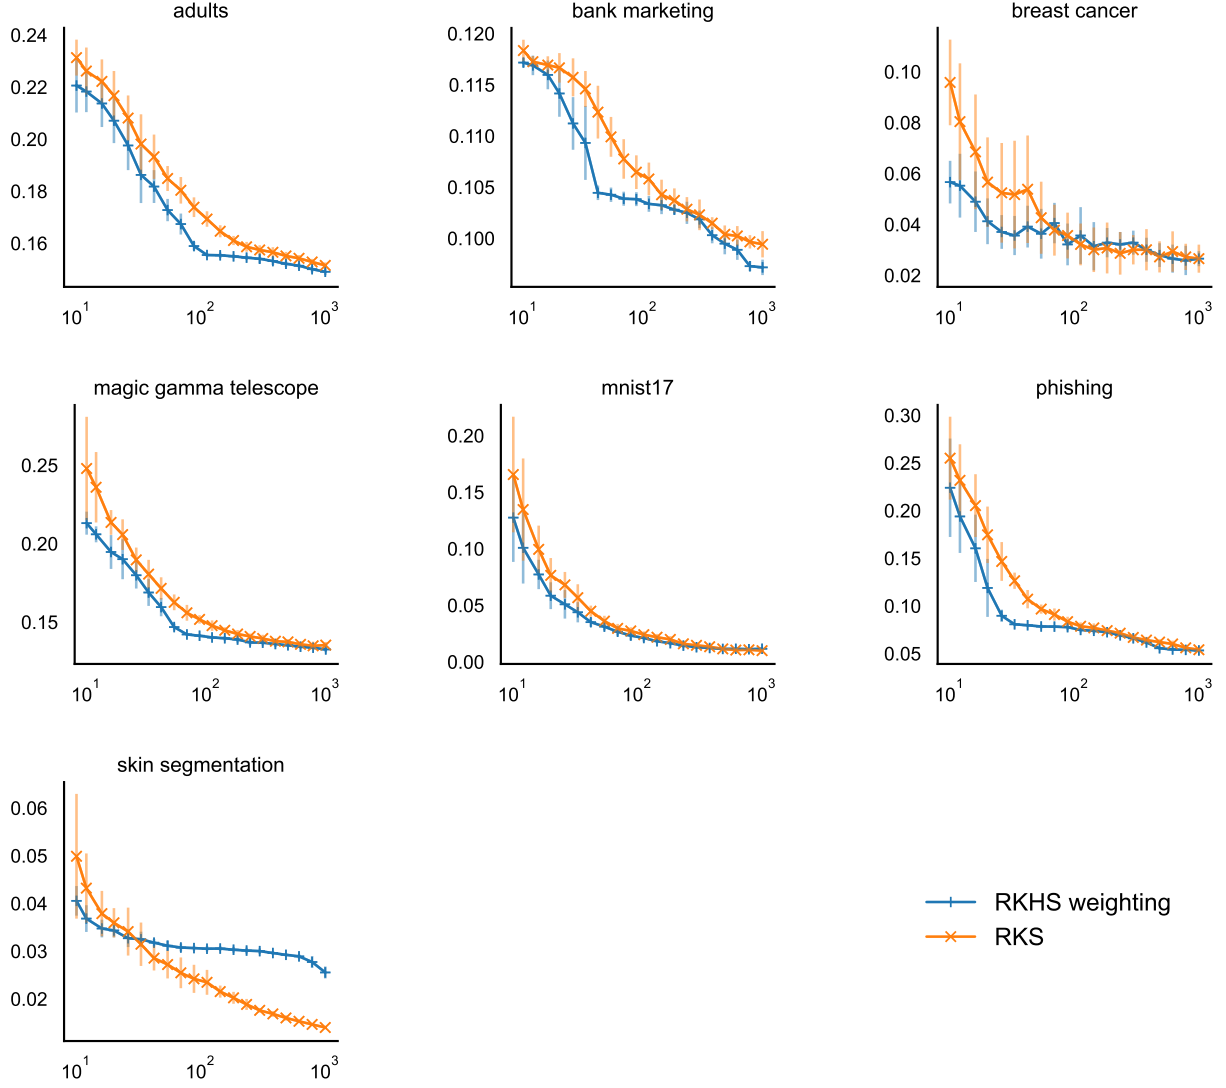 adults
0.24
0.22
0.20
0.18
0.16
10^1 10^2 10^3
bank marketing
0.120
0.115
0.110
0.105
0.100
10^1 10^2 10^3
breast cancer
0.10
0.08
0.06
0.04
0.02
10^1 10^2 10^3
magic gamma telescope
0.25
0.20
0.15
10^1 10^2 10^3
mnist17
0.20
0.15
0.10
0.05
0.00
10^1 10^2 10^3
phishing
0.30
0.25
0.20
0.15
0.10
0.05
10^1 10^2 10^3
skin segmentation
0.06
0.05
0.04
0.03
0.02
10^1 10^2 10^3
RKHS weighting
RKS